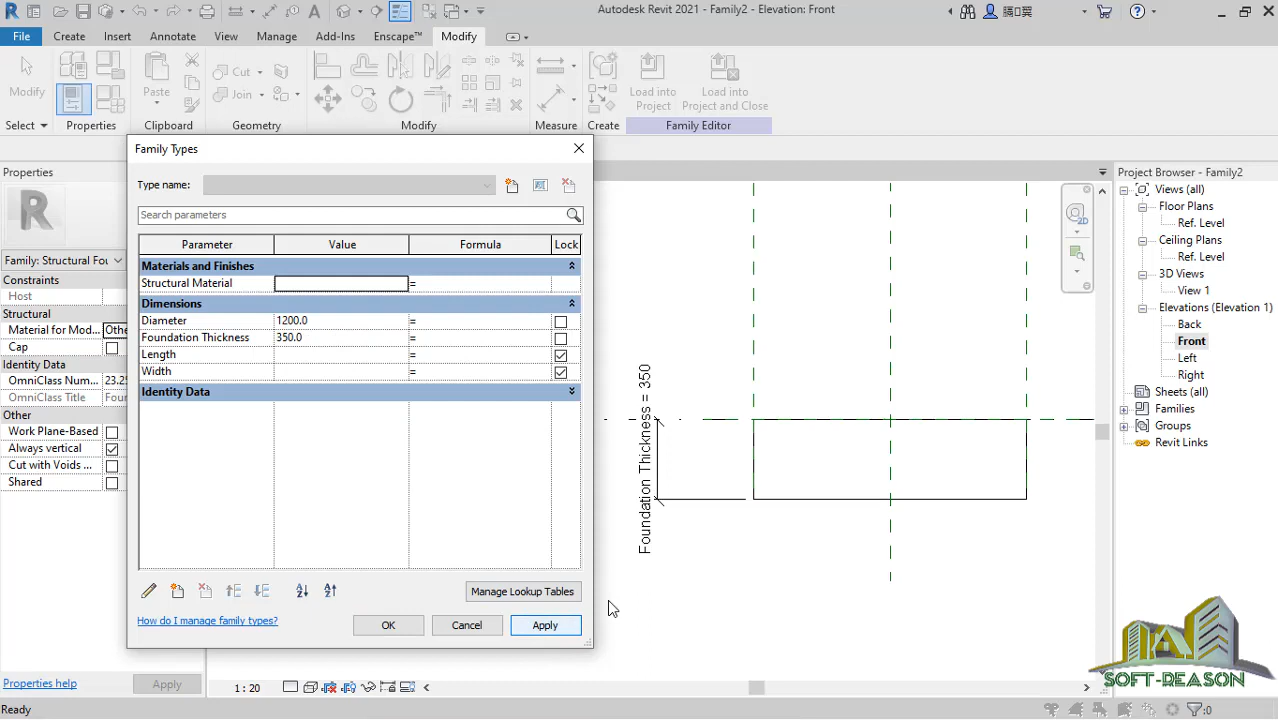 Autodesk Revit 2021 - Family2 - Elevation: Front
File Create Insert Annotate View Manage Add-Ins Enscape™ Modify
Modify Paste Cut Join Load into Project Load into Project and Close
Select Properties Clipboard Geometry Modify Measure Create Family Editor
Properties
R
Family: Structural Fou
Constraints
Host
Structural
Material for Mod... Othe
Cap
Identity Data
OmniClass Num... 23.25
OmniClass Title Foun
Other
Work Plane-Based
Always vertical
Cut with Voids ...
Shared
Properties help Apply
Family Types
Type name:
Search parameters
Parameter Value Formula Lock
Materials and Finishes
Structural Material =
Dimensions
Diameter 1200.0 =
Foundation Thickness 350.0 =
Length =
Width =
Identity Data
Manage Lookup Tables
How do I manage family types? OK Cancel Apply
Foundation Thickness = 350
2D
Project Browser - Family2
Views (all)
Floor Plans
Ref. Level
Ceiling Plans
Ref. Level
3D Views
View 1
Elevations (Elevation 1)
Back
Front
Left
Right
Sheets (all)
Families
Groups
Revit Links
SOFT-REASON
1 : 20
Ready
:0